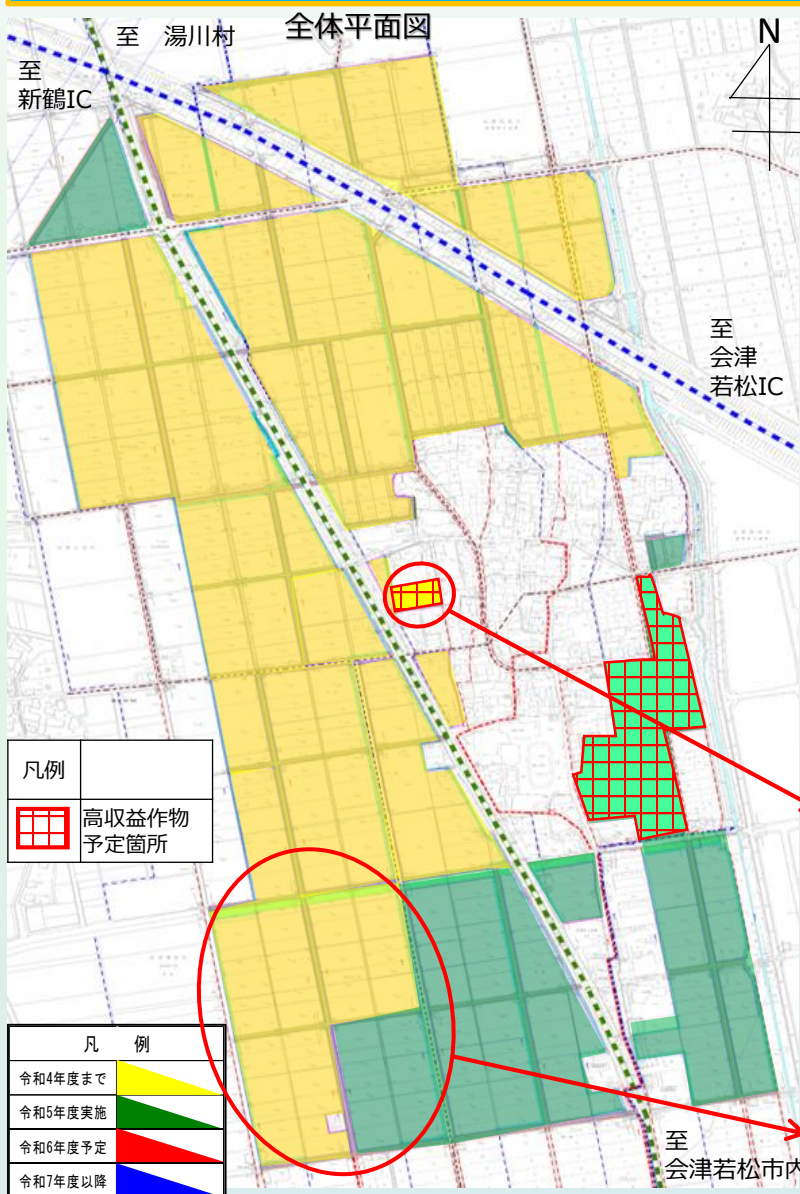 全体平面図
至　湯川村
N
至
新鶴IC
至
会津
若松IC
凡例
高収益作物
予定箇所
凡　例
令和4年度まで
令和5年度実施
令和6年度予定
令和7年度以降
至
会津若松市内